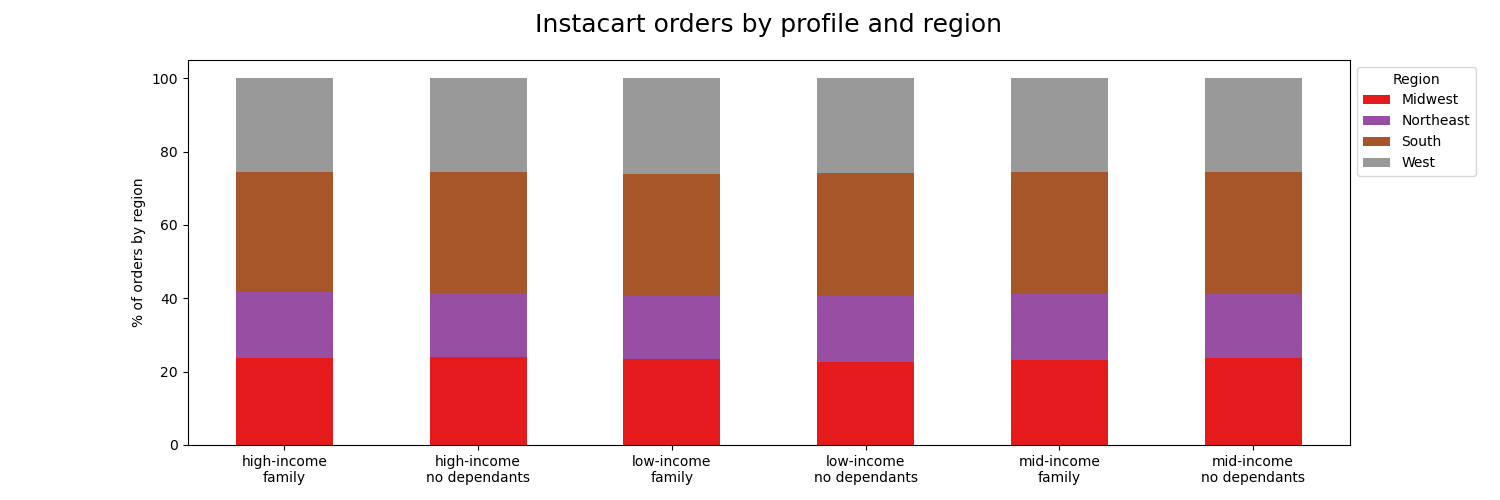 Instacart orders by profile and region
% of orders by region
100
80
60
40
20
0
high-income
family
high-income
no dependants
low-income
family
low-income
no dependants
mid-income
family
mid-income
no dependants
Region
Midwest
Northeast
South
West